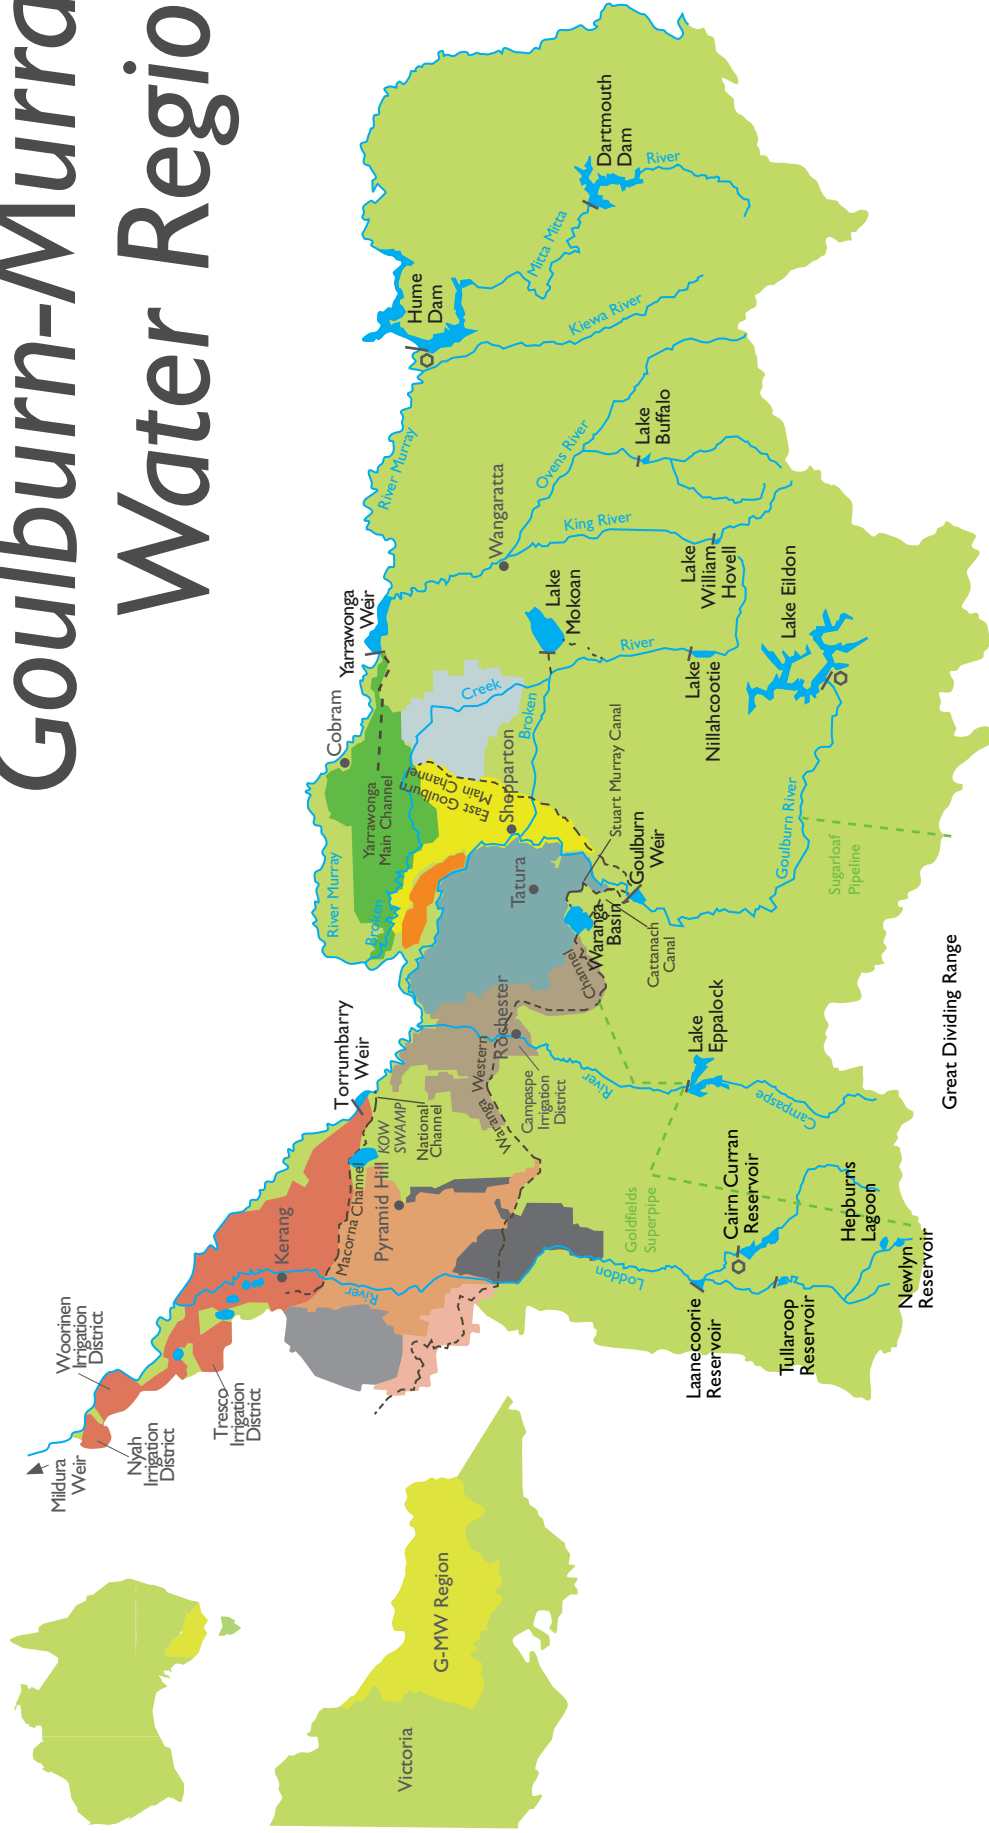 Goulburn-Murra
Water Regio
Mildura
Weir
Nyah
Irrigation
District
Woorinen
Irrigation
District
Tresco
Irrigation
District
Kerang
Macorna Channel
Pyramid Hill
River
Loddon
KOW
SWAMP
National
Channel
Torrumbarry
Weir
Waranga Western
Channel
Campaspe
Irrigation
District
Rochester
River
Campaspe
River Murray
Broken
Creek
Yarrawonga
Main Channel
Cobram
Yarrawonga
Weir
East Goulburn
Main Channel
Shepparton
Tatura
Waranga
Basin
Cattanach
Canal
Stuart Murray Canal
Goulburn
Weir
Goulburn River
Broken
River
Lake
Mokoan
Lake
Nillahcootie
Wangaratta
River Murray
Ovens River
King River
Lake
William
Hovell
Lake
Buffalo
Lake Eildon
Hume
Dam
Kiewa River
Mitta Mitta
River
Dartmouth
Dam
Goldfields
Superpipe
Sugarloaf
Pipeline
Lake
Eppalock
Cairn Curran
Reservoir
Hepburns
Lagoon
Newlyn
Reservoir
Laanecoorie
Reservoir
Tullaroop
Reservoir
Great Dividing Range
G-MW Region
Victoria